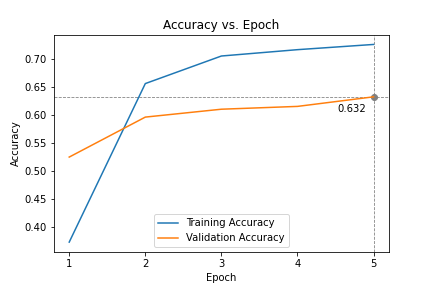 Accuracy vs. Epoch
0.70
0.65
0.60
0.55
0.50
0.45
0.40
Accuracy
0.632
Training Accuracy
Validation Accuracy
1 2 3 4 5
Epoch